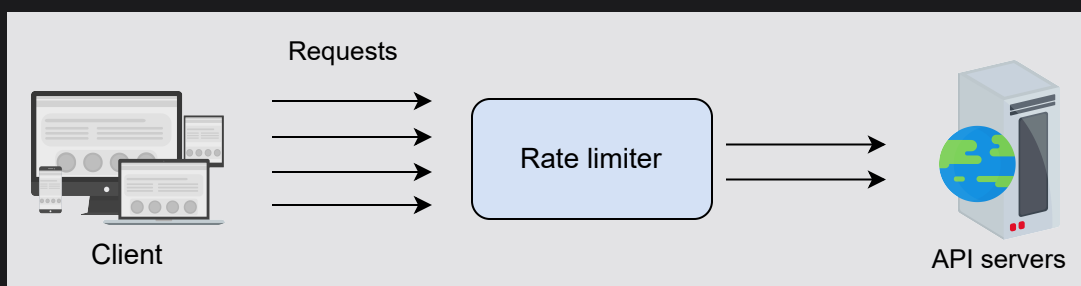 Requests
Rate limiter
Client
API servers